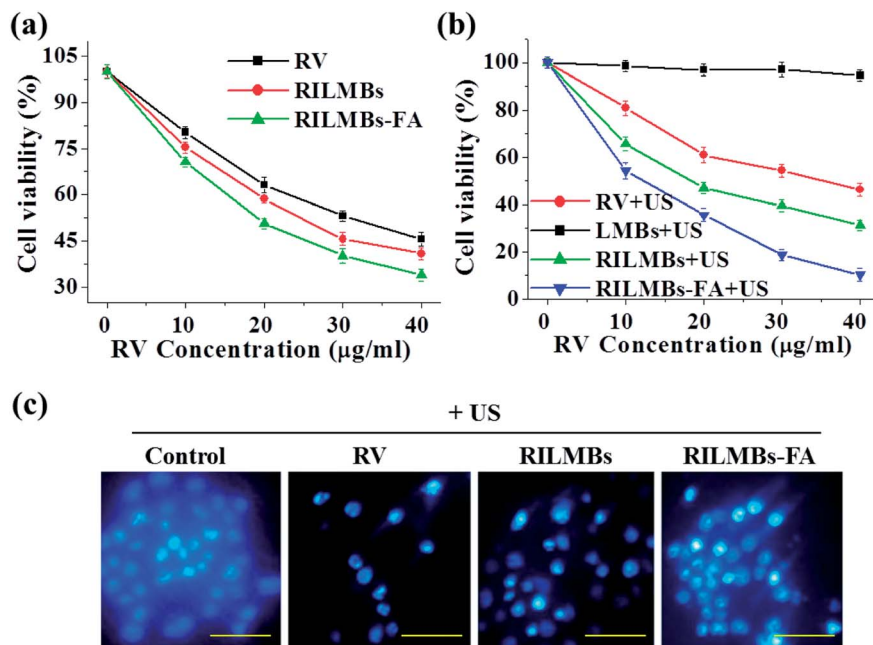 (a)
105
90
75
60
45
30
Cell viability (%)
0 10 20 30 40
RV Concentration (μg/ml)
RV
RILMBs
RILMBs-FA
(b)
100
80
60
40
20
0
Cell viability (%)
0 10 20 30 40
RV Concentration (μg/ml)
RV+US
LMBs+US
RILMBs+US
RILMBs-FA+US
(c)
+ US
Control RV RILMBs RILMBs-FA